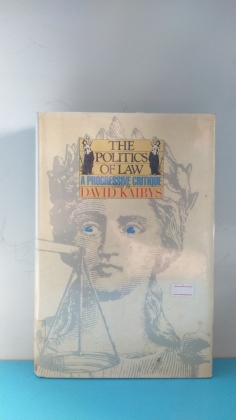 THE
POLITICS
OF LAW
A PROGRESSIVE CRITIQUE
DAVID KAIRYS